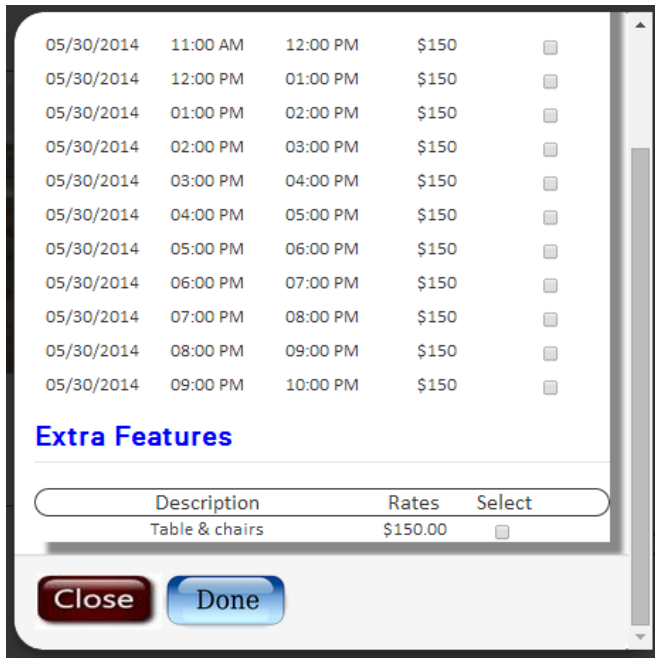 05/30/2014 11:00 AM 12:00 PM $150
05/30/2014 12:00 PM 01:00 PM $150
05/30/2014 01:00 PM 02:00 PM $150
05/30/2014 02:00 PM 03:00 PM $150
05/30/2014 03:00 PM 04:00 PM $150
05/30/2014 04:00 PM 05:00 PM $150
05/30/2014 05:00 PM 06:00 PM $150
05/30/2014 06:00 PM 07:00 PM $150
05/30/2014 07:00 PM 08:00 PM $150
05/30/2014 08:00 PM 09:00 PM $150
05/30/2014 09:00 PM 10:00 PM $150
Extra Features
Description Rates Select
Table & chairs $150.00
Close Done